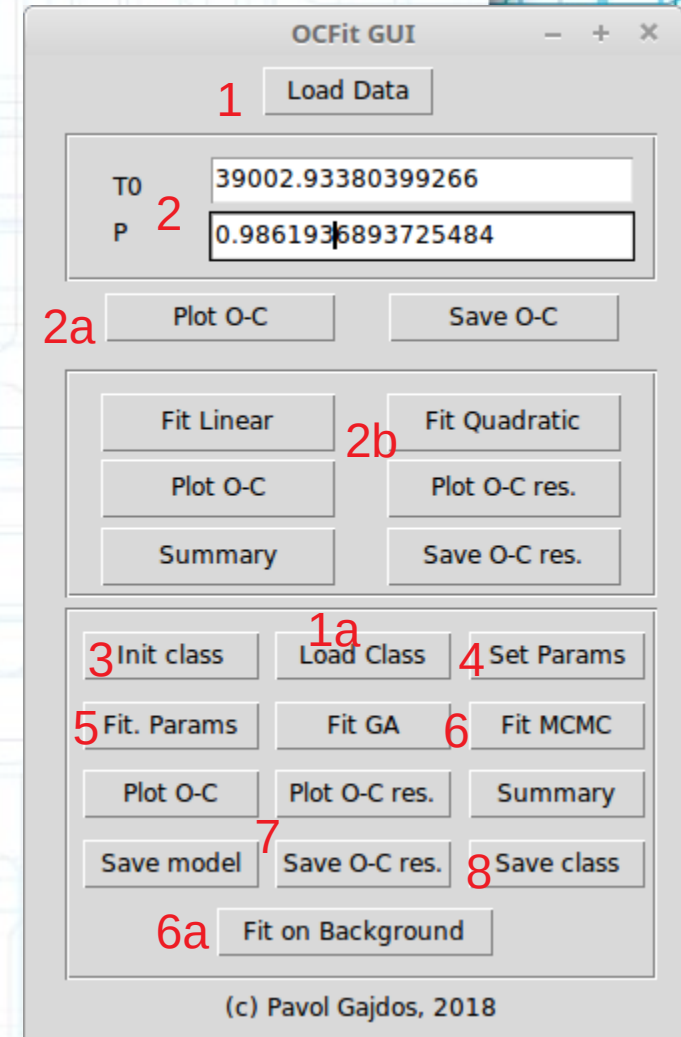 OCFit GUI – + ×
1 Load Data
T0 39002.93380399266
2
P 0.9861936893725484
2a Plot O-C Save O-C
Fit Linear Fit Quadratic
2b
Plot O-C Plot O-C res.
Summary Save O-C res.
1a
3 Init class Load Class 4 Set Params
5 Fit. Params Fit GA 6 Fit MCMC
Plot O-C Plot O-C res. Summary
7
Save model Save O-C res. 8 Save class
6a Fit on Background
(c) Pavol Gajdos, 2018